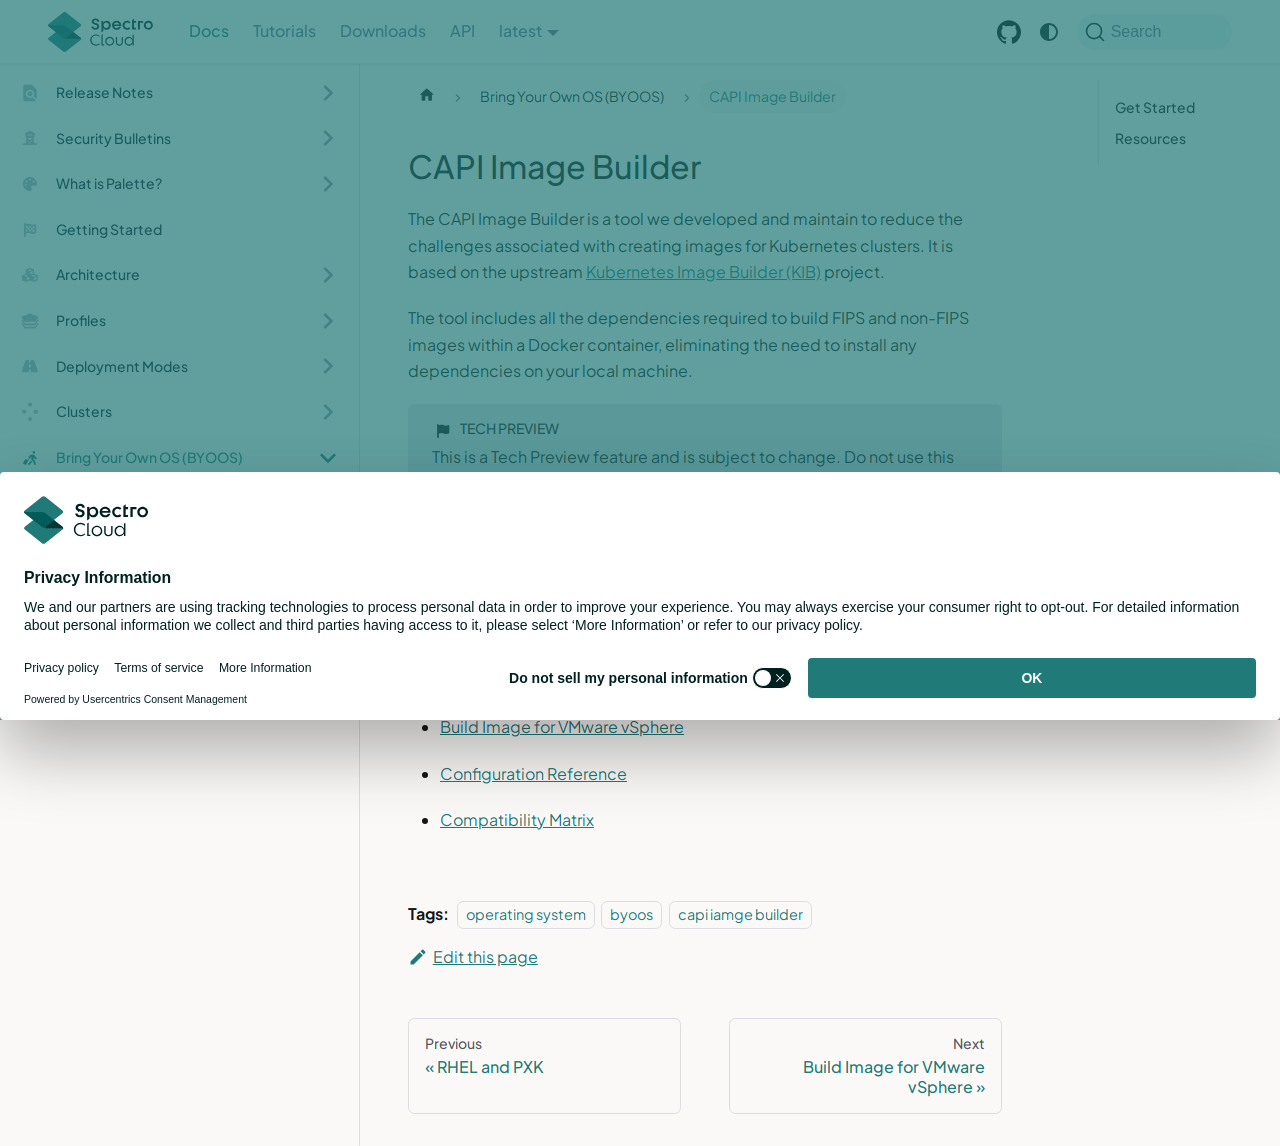 Spectro Cloud
Docs
Tutorials
Downloads
API
latest
Search
Release Notes
Security Bulletins
What is Palette?
Getting Started
Architecture
Profiles
Deployment Modes
Clusters
Bring Your Own OS (BYOOS)
Bring Your Own OS (BYOOS)
CAPI Image Builder
Get Started
Resources
CAPI Image Builder
The CAPI Image Builder is a tool we developed and maintain to reduce the
challenges associated with creating images for Kubernetes clusters. It is
based on the upstream Kubernetes Image Builder (KIB) project.
The tool includes all the dependencies required to build FIPS and non-FIPS
images within a Docker container, eliminating the need to install any
dependencies on your local machine.
TECH PREVIEW
This is a Tech Preview feature and is subject to change. Do not use this
Spectro Cloud
Privacy Information
We and our partners are using tracking technologies to process personal data in order to improve your experience. You may always exercise your consumer right to opt-out. For detailed information
about personal information we collect and third parties having access to it, please select ‘More Information’ or refer to our privacy policy.
Privacy policy
Terms of service
More Information
Do not sell my personal information
OK
Powered by Usercentrics Consent Management
Build Image for VMware vSphere
Configuration Reference
Compatibility Matrix
Tags: operating system byoos capi iamge builder
Edit this page
Previous
« RHEL and PXK
Next
Build Image for VMware
vSphere »